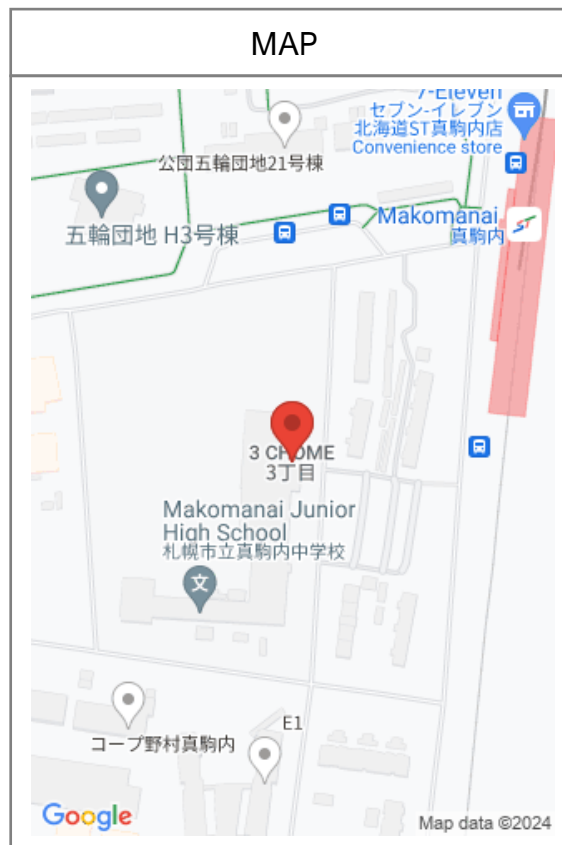 MAP
7-Eleven
セブン-イレブン
北海道ST真駒内店
Convenience store
公団五輪団地21号棟
五輪団地 H3号棟
Makomanai
真駒内
ST
3 CHOME
3丁目
Makomanai Junior
High School
札幌市立真駒内中学校
文
E1
コープ野村真駒内
Google
Map data ©2024